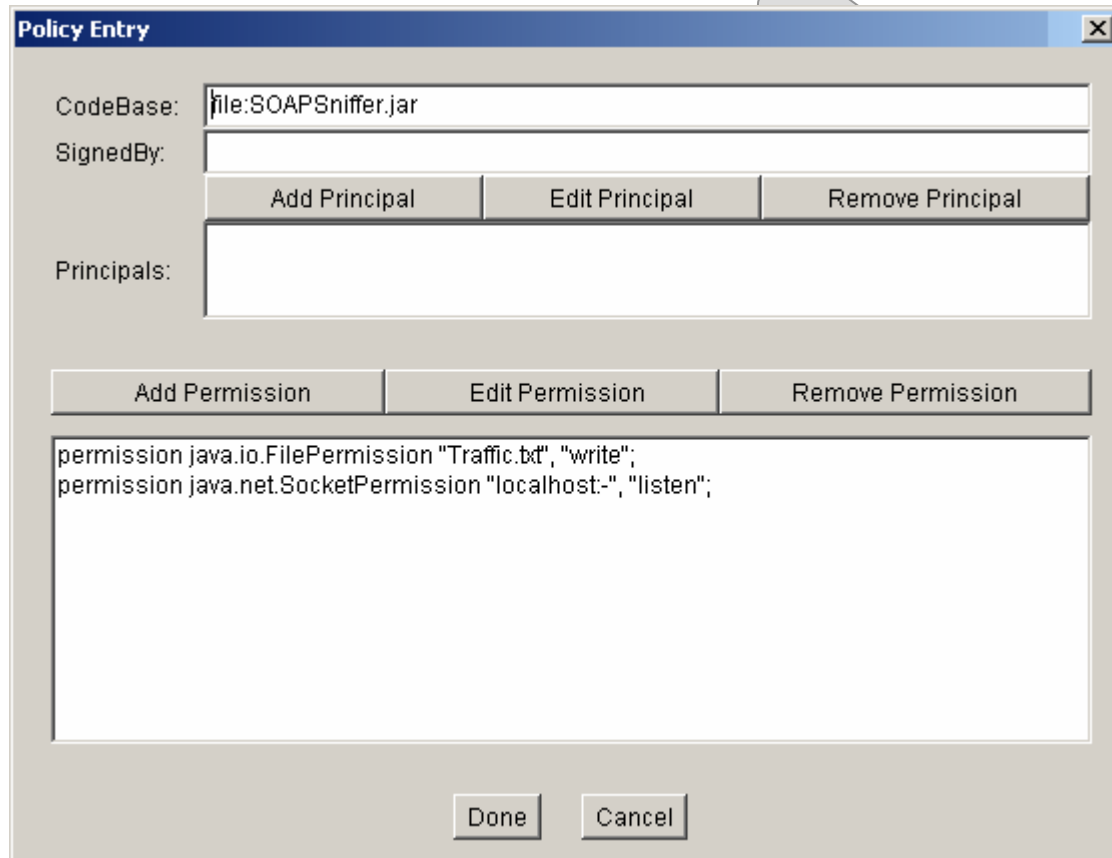 Policy Entry
CodeBase: file:SOAPSniffer.jar
SignedBy:
Add Principal Edit Principal Remove Principal
Principals:
Add Permission Edit Permission Remove Permission
permission java.io.FilePermission "Traffic.txt", "write";
permission java.net.SocketPermission "localhost:-", "listen";
Done Cancel